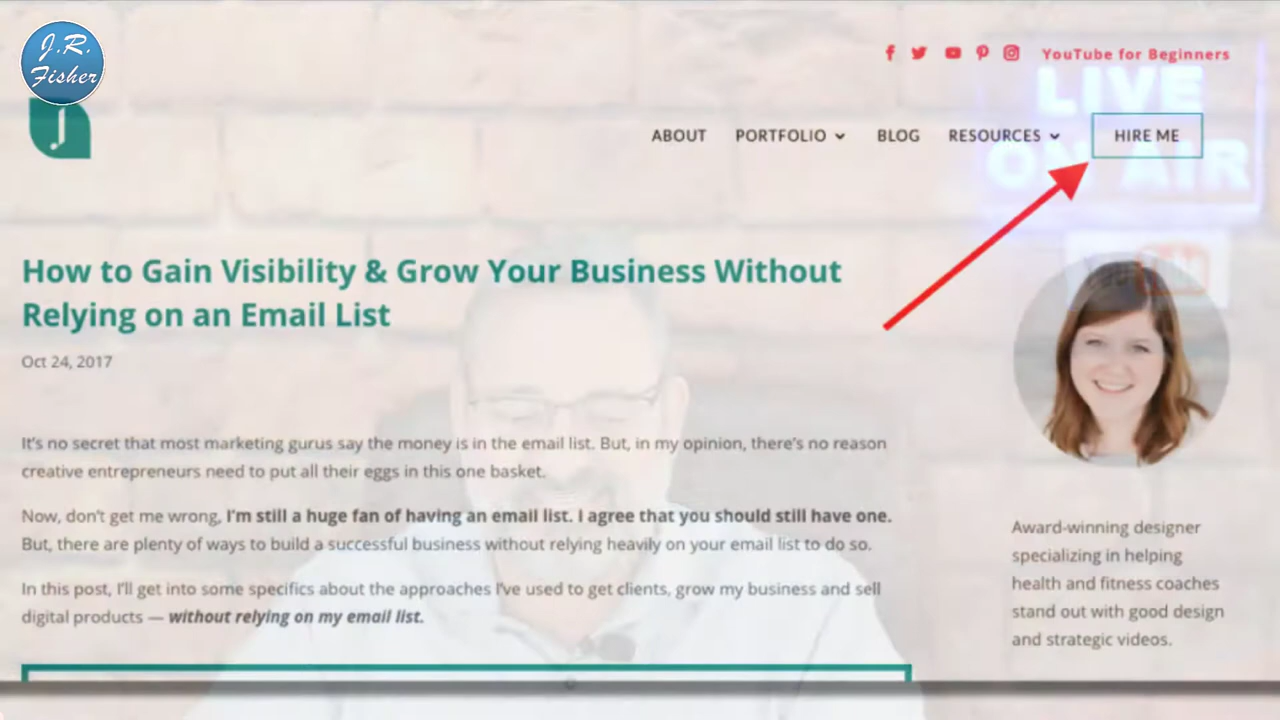 J.R.
Fisher
YouTube for Beginners
LIVE
ON AIR
ABOUT PORTFOLIO BLOG RESOURCES HIRE ME
How to Gain Visibility & Grow Your Business Without
Relying on an Email List
Oct 24, 2017
It's no secret that most marketing gurus say the money is in the email list. But, in my opinion, there's no reason
creative entrepreneurs need to put all their eggs in this one basket.
Now, don't get me wrong, I'm still a huge fan of having an email list. I agree that you should still have one.
But, there are plenty of ways to build a successful business without relying heavily on your email list to do so.
In this post, I'll get into some specifics about the approaches I've used to get clients, grow my business and sell
digital products — without relying on my email list.
Award-winning designer
specializing in helping
health and fitness coaches
stand out with good design
and strategic videos.